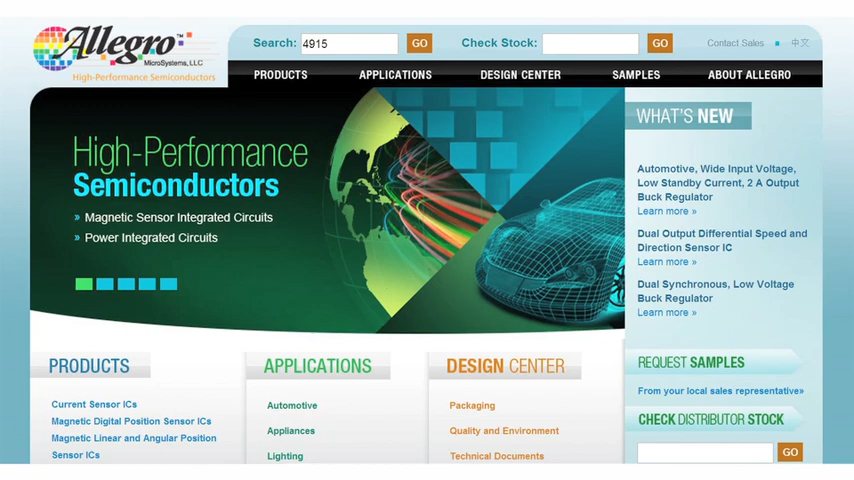 Allegro™
MicroSystems, LLC
High-Performance Semiconductors
Search: 4915 GO Check Stock: GO Contact Sales 中文
PRODUCTS APPLICATIONS DESIGN CENTER SAMPLES ABOUT ALLEGRO
High-Performance
Semiconductors
» Magnetic Sensor Integrated Circuits
» Power Integrated Circuits
WHAT'S NEW
Automotive, Wide Input Voltage,
Low Standby Current, 2 A Output
Buck Regulator
Learn more »
Dual Output Differential Speed and
Direction Sensor IC
Learn more »
Dual Synchronous, Low Voltage
Buck Regulator
Learn more »
PRODUCTS
Current Sensor ICs
Magnetic Digital Position Sensor ICs
Magnetic Linear and Angular Position
Sensor ICs
APPLICATIONS
Automotive
Appliances
Lighting
DESIGN CENTER
Packaging
Quality and Environment
Technical Documents
REQUEST SAMPLES
From your local sales representative»
CHECK DISTRIBUTOR STOCK
GO